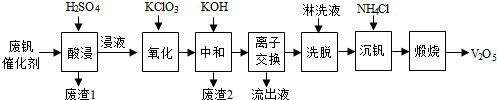 H₂SO₄ KClO₃ KOH 淋洗液 NH₄Cl
废钒催化剂 酸浸 浸液 氧化 中和 离子交换 洗脱 沉钒 煅烧 V₂O₅
废渣1 废渣2 流出液